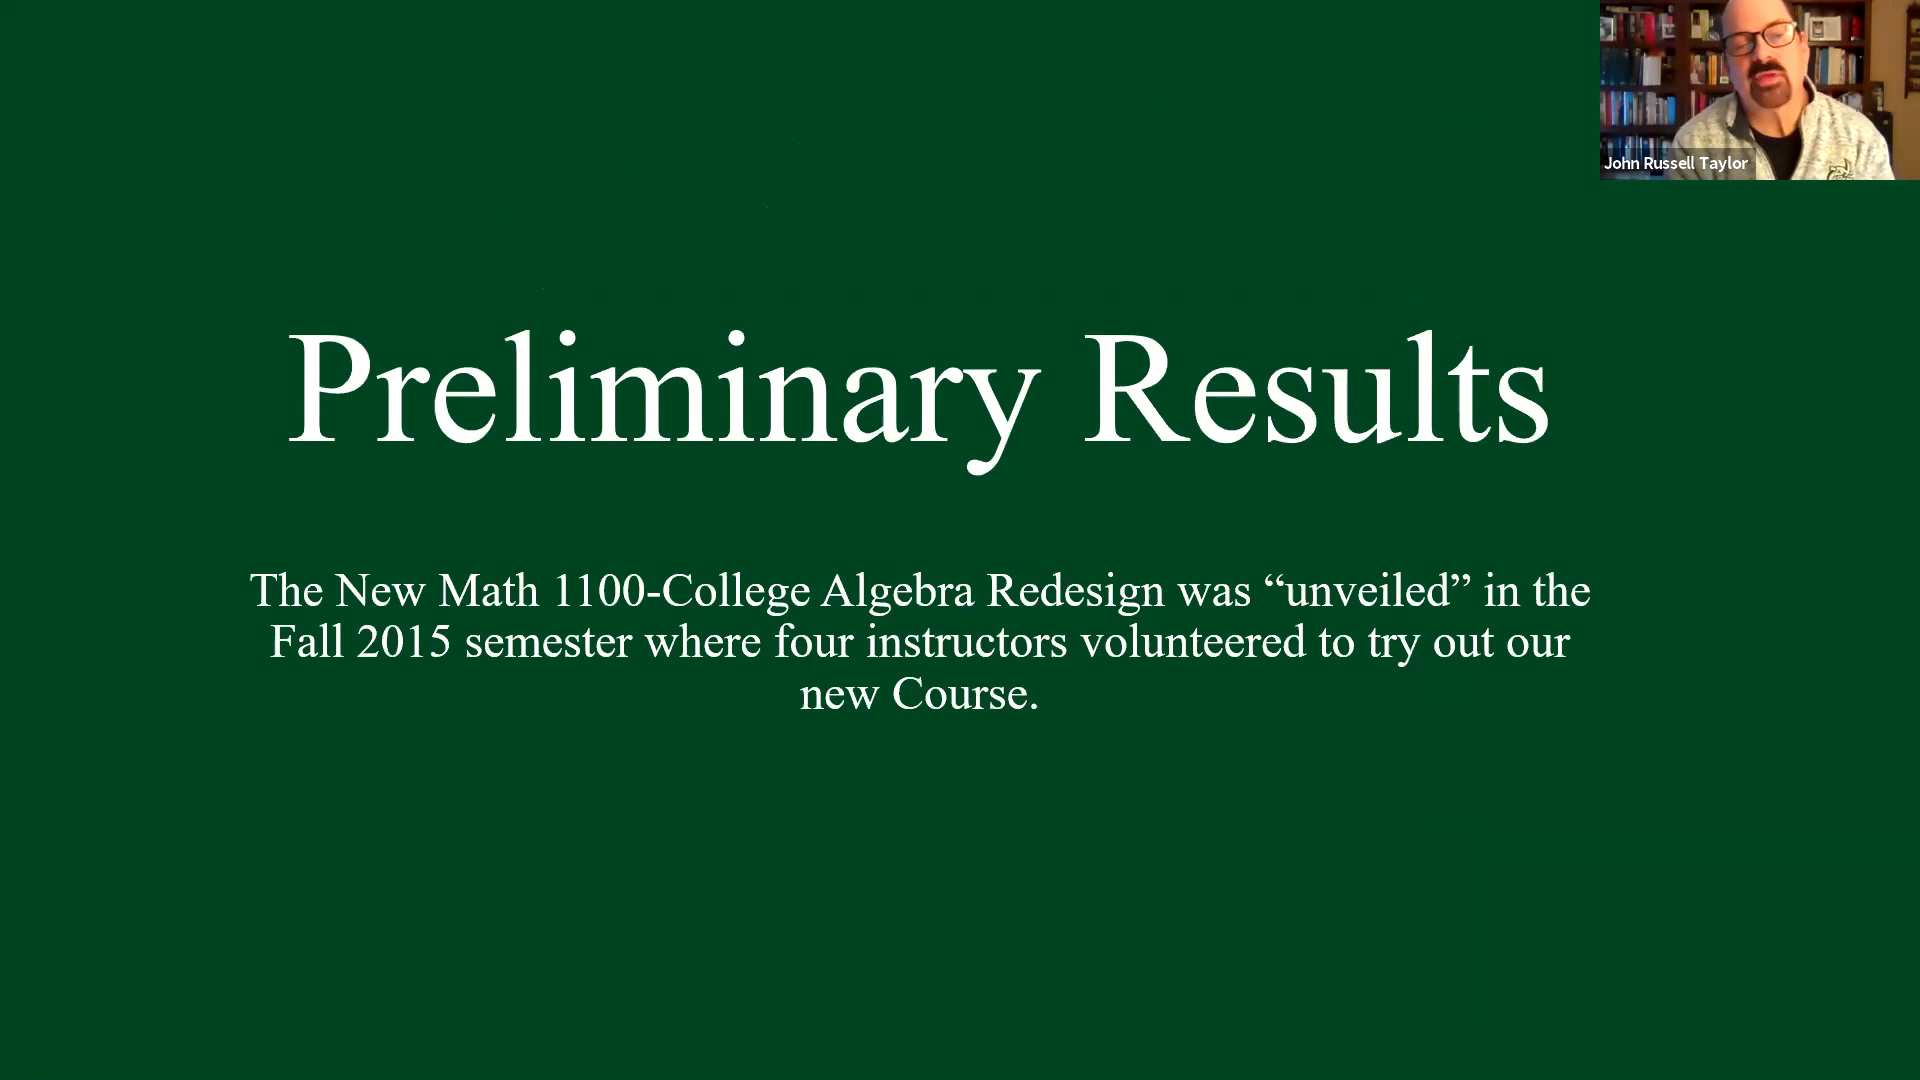 John Russell Taylor
Preliminary Results
The New Math 1100-College Algebra Redesign was “unveiled” in the
Fall 2015 semester where four instructors volunteered to try out our
new Course.